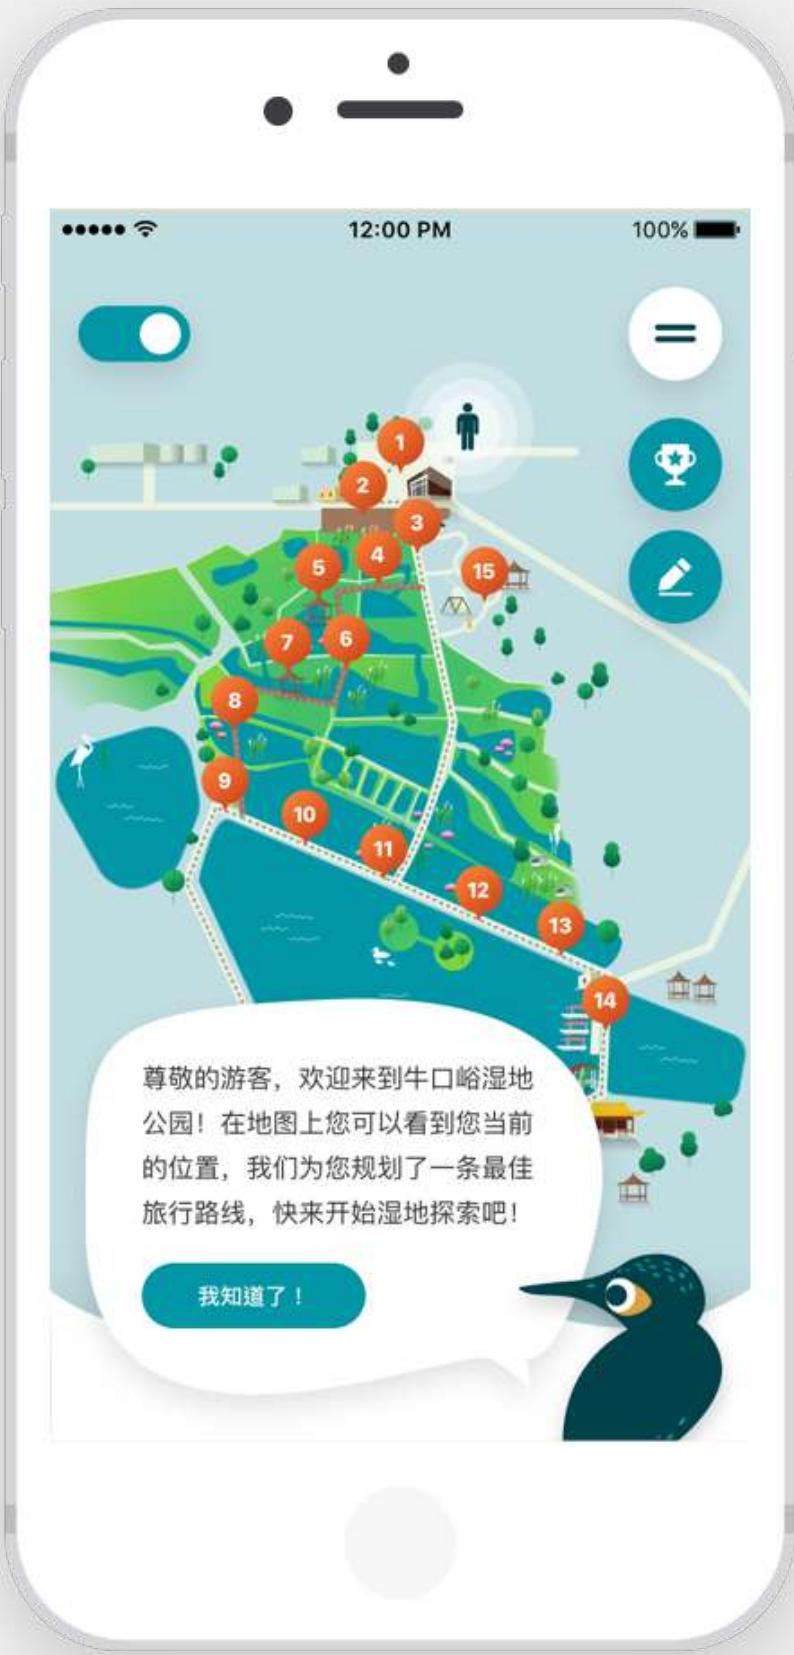 12:00 PM
100%
1
2
3
4
5
15
6
7
8
9
10
11
12
13
14
尊敬的游客，欢迎来到牛口峪湿地
公园！在地图上您可以看到您当前
的位置，我们为您规划了一条最佳
旅行路线，快来开始湿地探索吧！
我知道了！